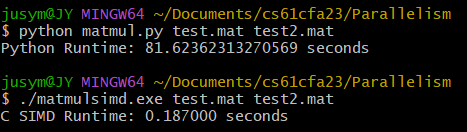 jusym@JY MINGW64 ~/Documents/cs61cfa23/Parallelism
$ python matmul.py test.mat test2.mat
Python Runtime: 81.62362313270569 seconds
jusym@JY MINGW64 ~/Documents/cs61cfa23/Parallelism
$ ./matmulsimd.exe test.mat test2.mat
C SIMD Runtime: 0.187000 seconds